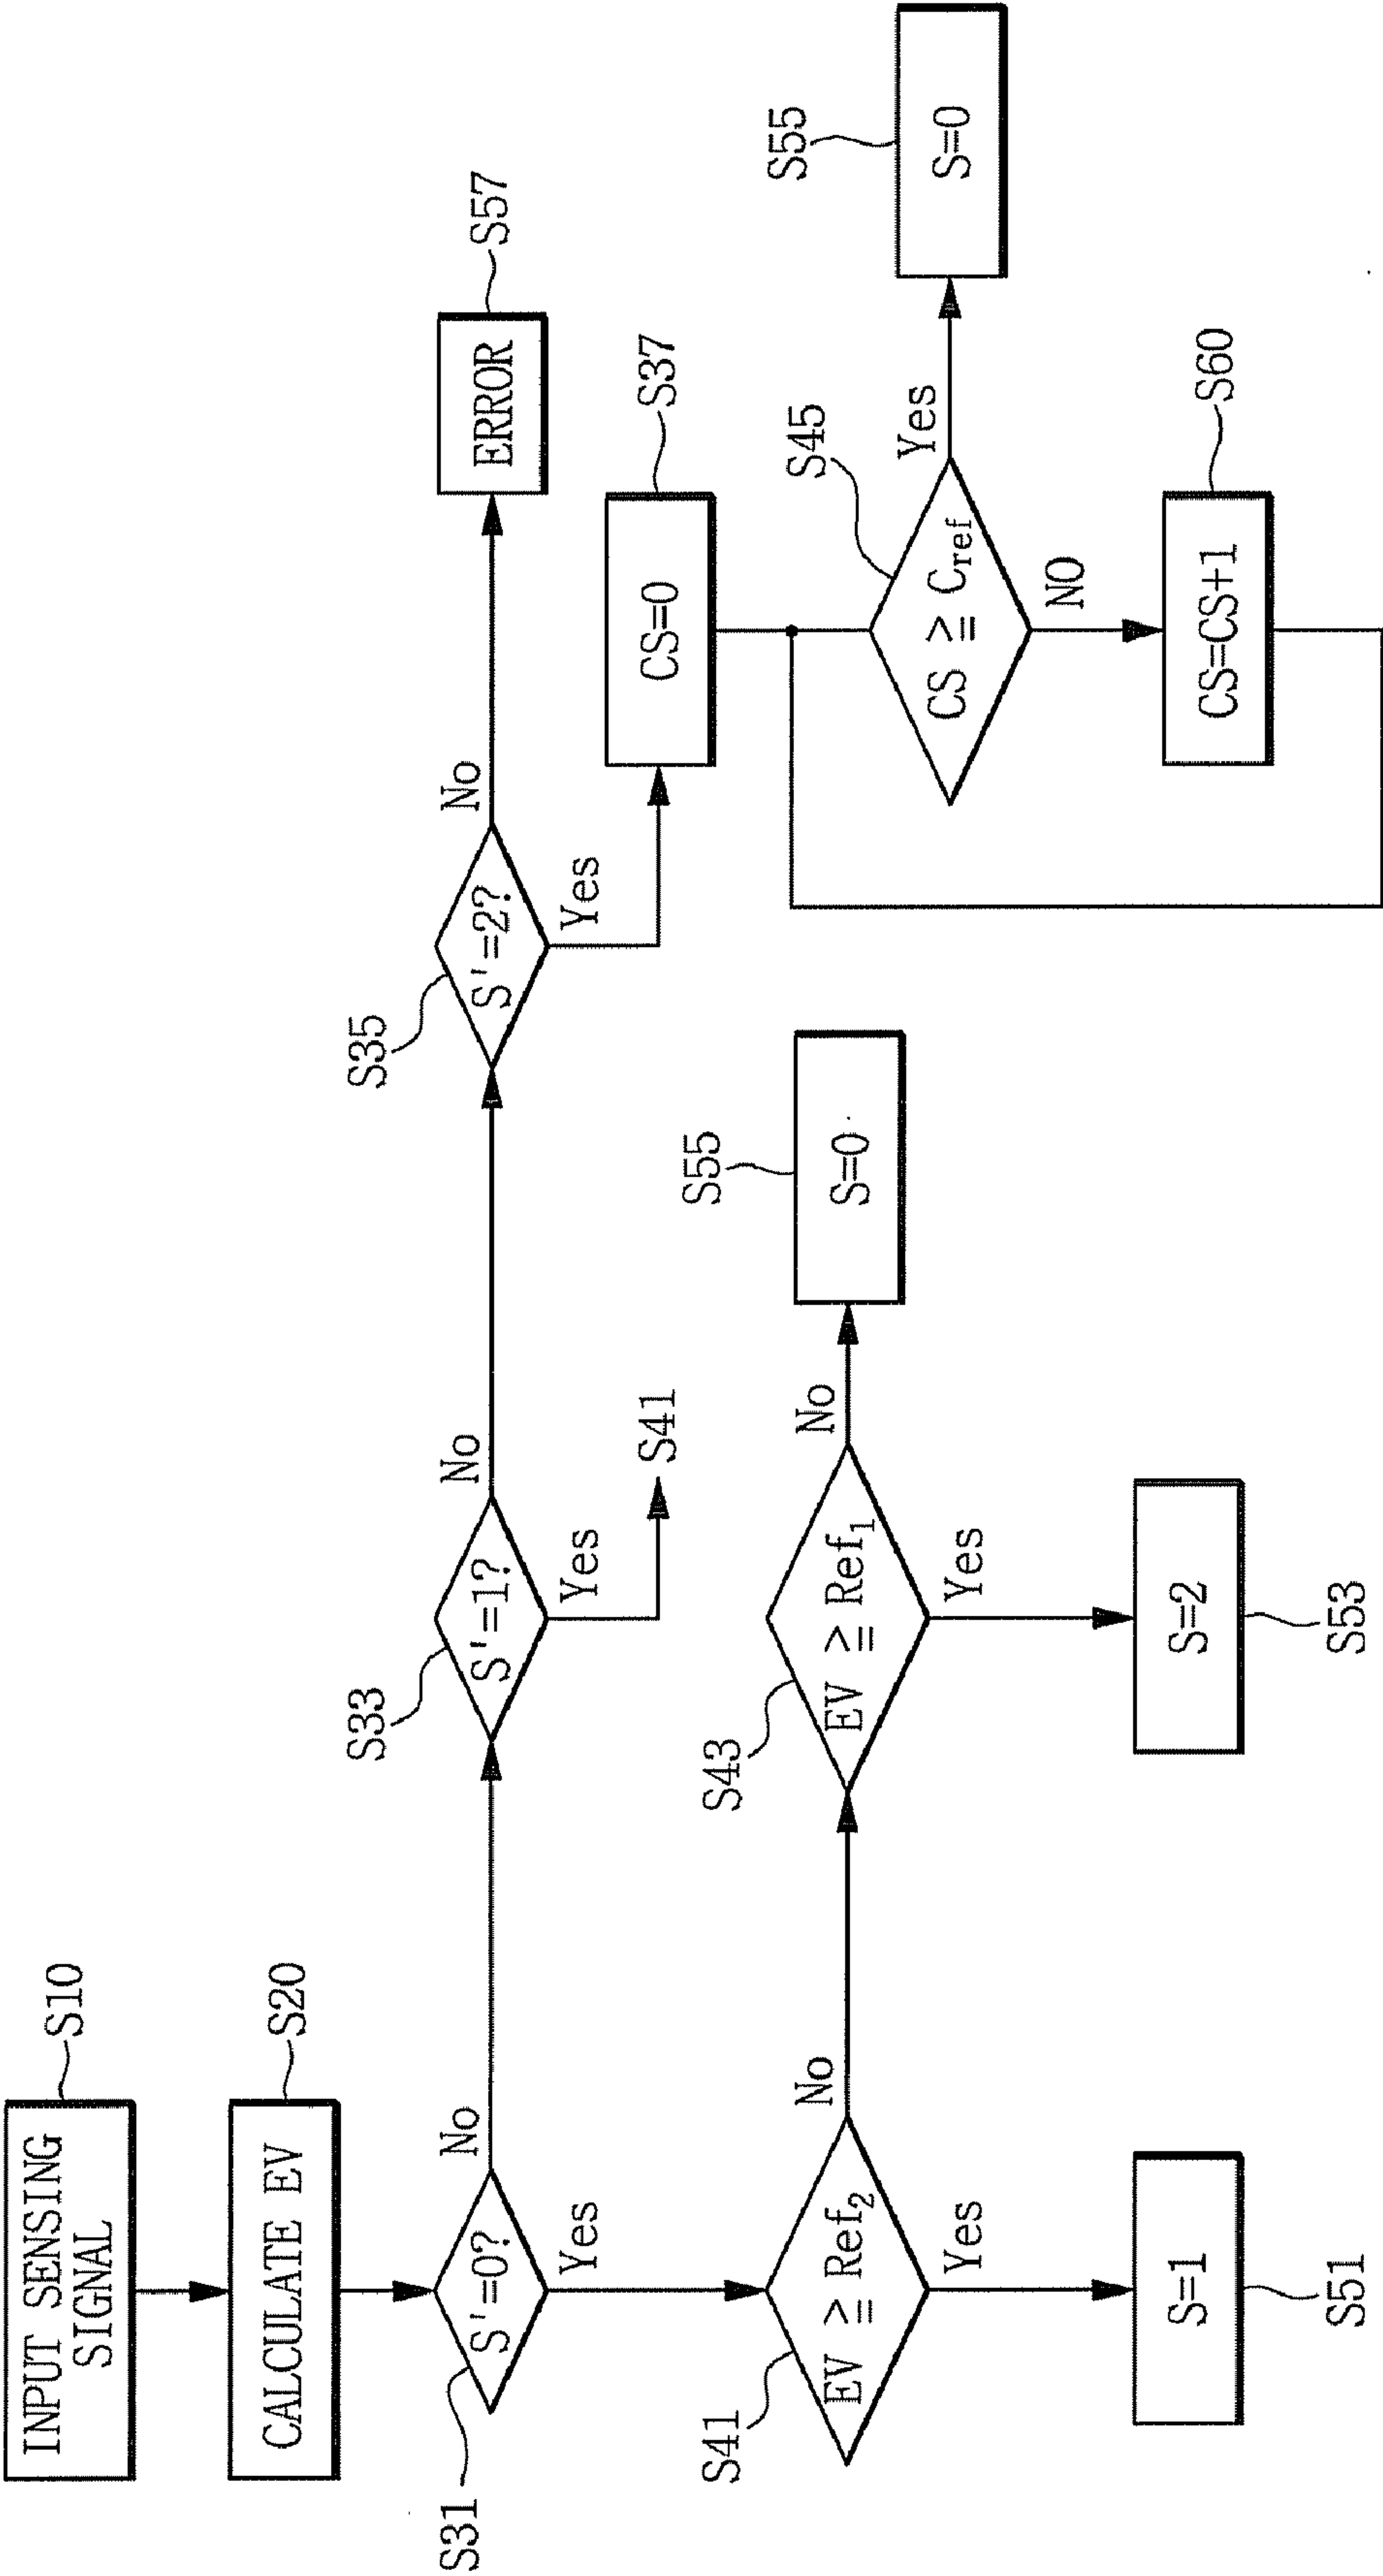 INPUT SENSING
SIGNAL
S10
CALCULATE EV
S20
S31
S'=0?
No
Yes
S33
S'=1?
No
Yes
S41
S35
S'=2?
No
Yes
ERROR
S57
CS=0
S37
S41
EV ≧ Ref₂
No
Yes
S43
EV ≧ Ref₁
No
Yes
S=0
S55
S=1
S51
S=2
S53
CS ≧ Cref
S45
Yes
NO
S=0
S55
CS=CS+1
S60